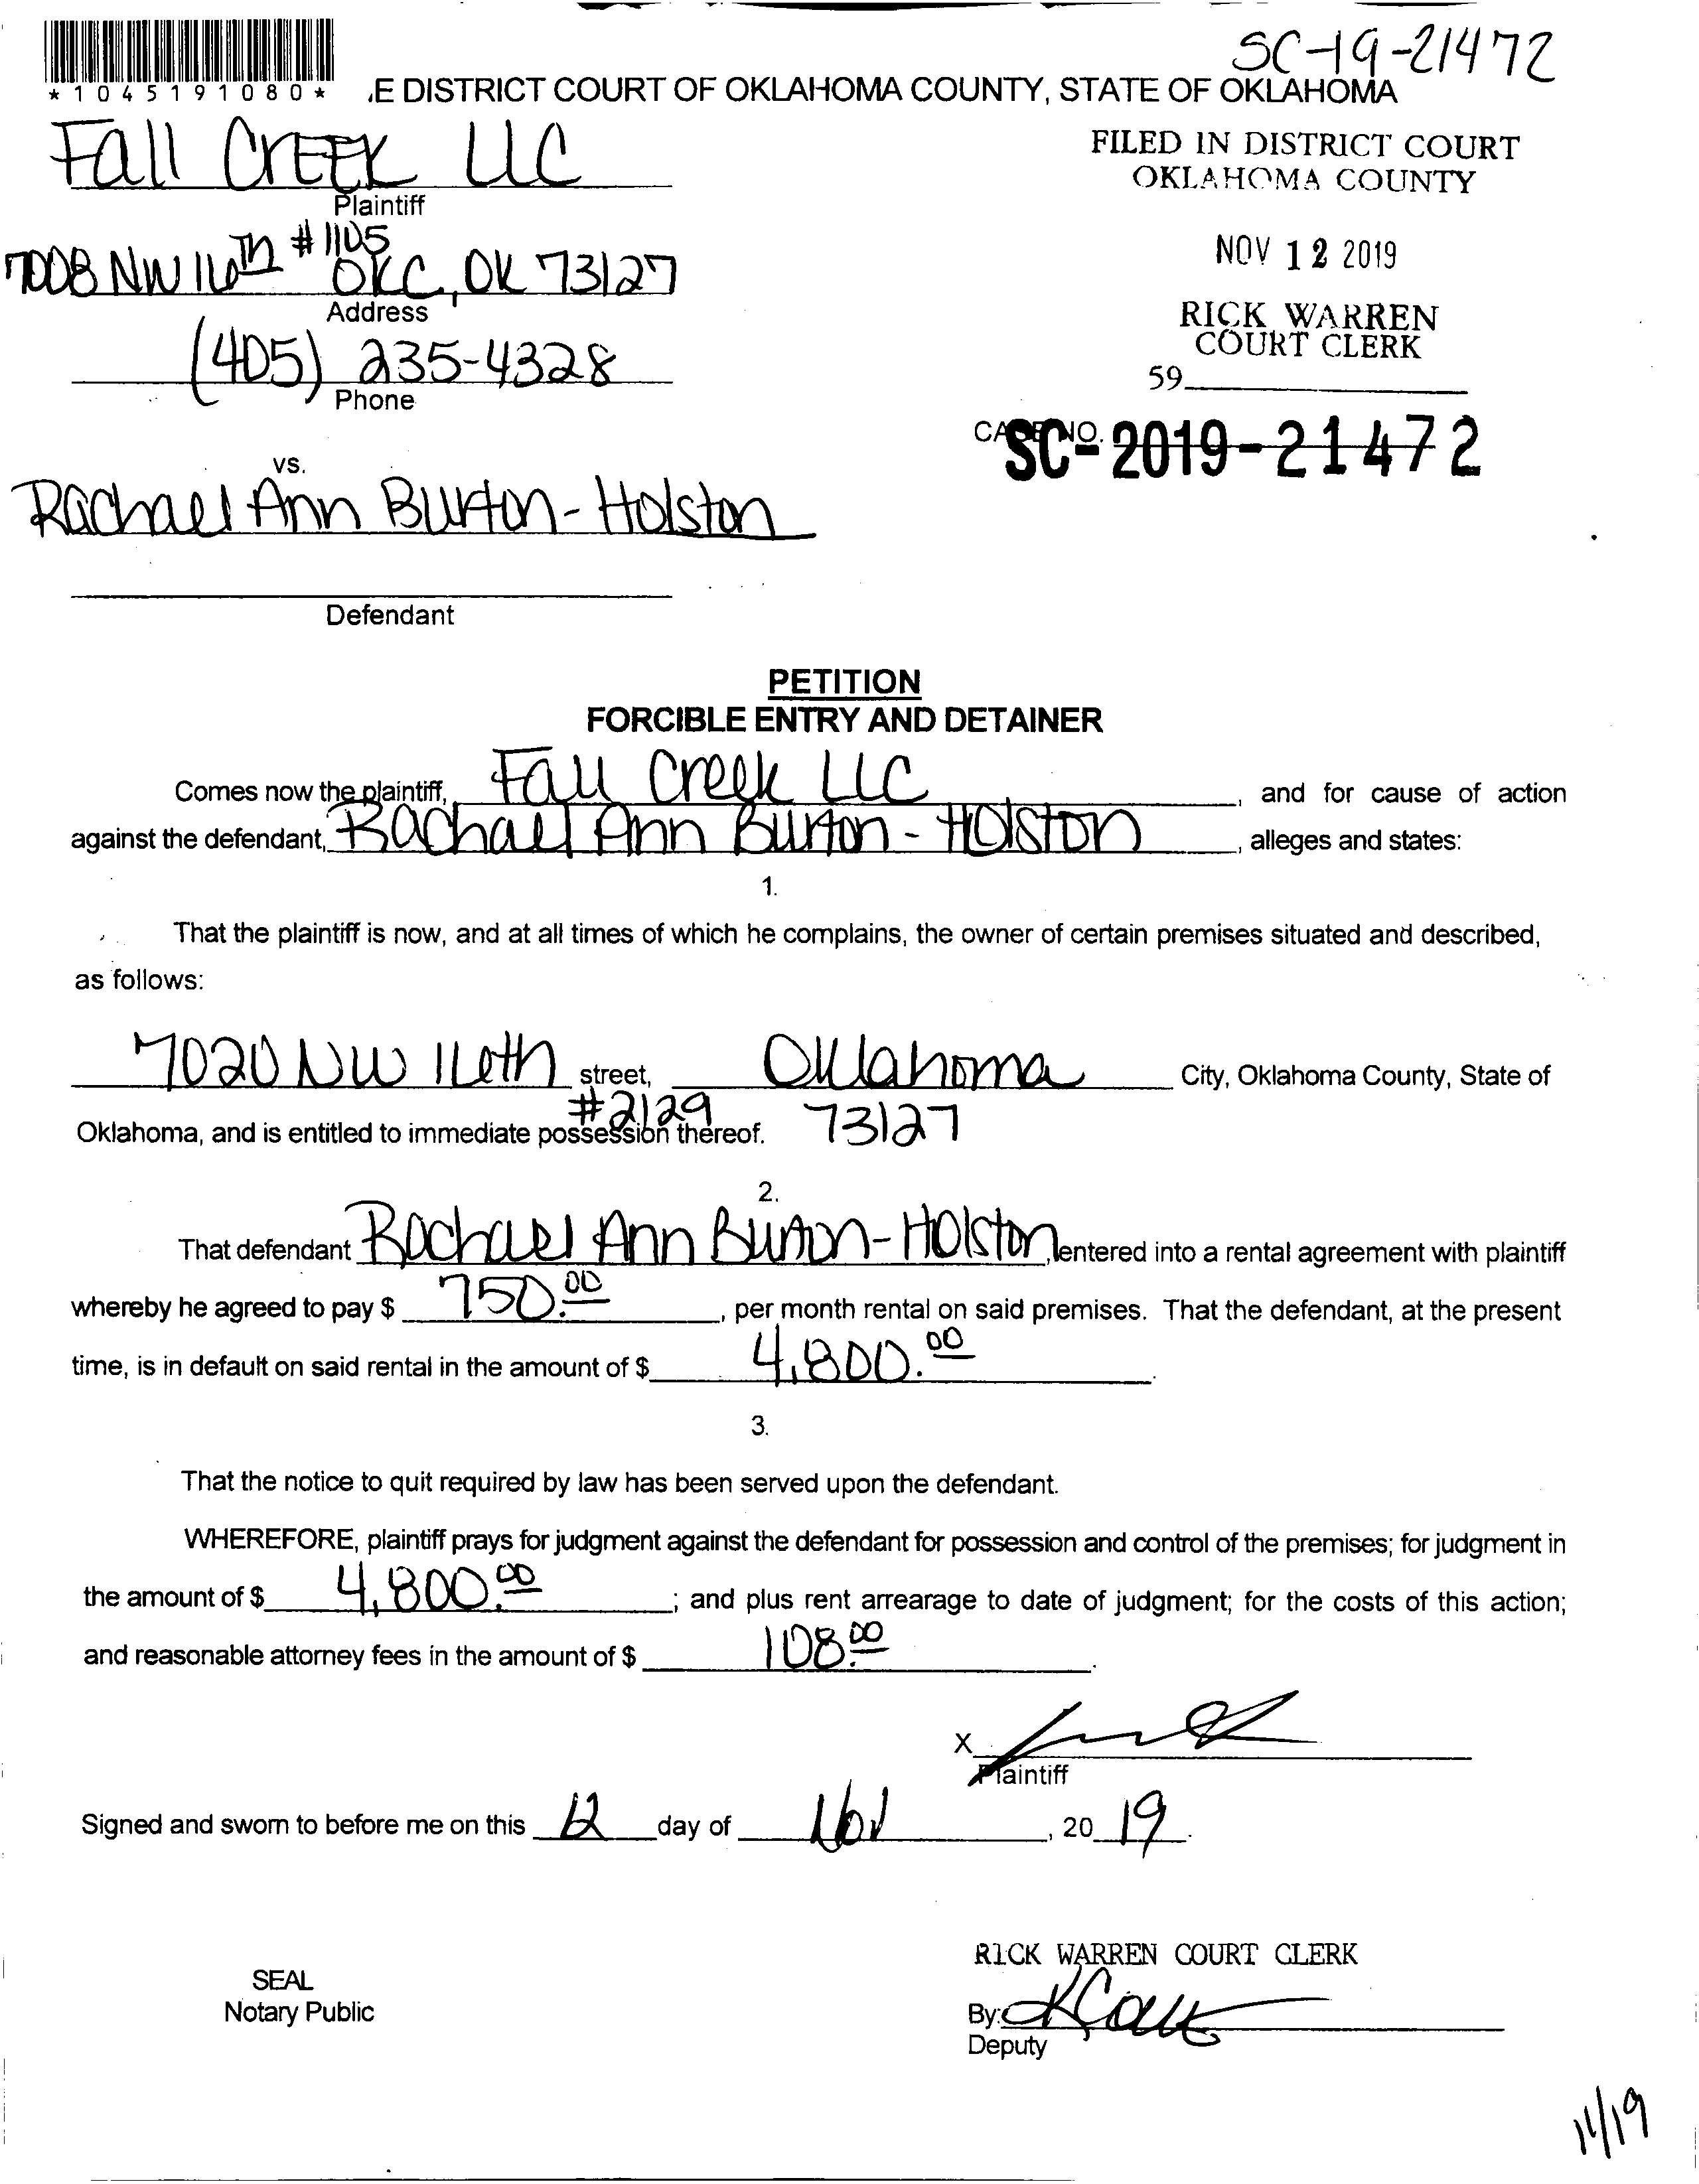 SC-19-21472
* 1 0 4 5 1 9 1 0 8 0 *
E DISTRICT COURT OF OKLAHOMA COUNTY, STATE OF OKLAHOMA
Fall Creek LLC
Plaintiff
FILED IN DISTRICT COURT
OKLAHOMA COUNTY
NOV 12 2019
RICK WARREN
COURT CLERK
59
7008 NW 16th #1105 OKC, OK 73127
Address
(405) 235-4328
Phone
CASE NO. SC-2019-21472
vs.
Rachael Ann Burton-Holston
Defendant
PETITION
FORCIBLE ENTRY AND DETAINER
Comes now the plaintiff, Fall Creek LLC, and for cause of action
against the defendant, Rachael Ann Burton-Holston, alleges and states:
1.
That the plaintiff is now, and at all times of which he complains, the owner of certain premises situated and described,
as follows:
7020 NW 16th street, Oklahoma City, Oklahoma County, State of
#2129 73127
Oklahoma, and is entitled to immediate possession thereof.
2.
That defendant Rachael Ann Burton-Holston, entered into a rental agreement with plaintiff
whereby he agreed to pay $ 750.00, per month rental on said premises. That the defendant, at the present
time, is in default on said rental in the amount of $ 4,800.00.
3.
That the notice to quit required by law has been served upon the defendant.
WHEREFORE, plaintiff prays for judgment against the defendant for possession and control of the premises; for judgment in
the amount of $ 4,800.00; and plus rent arrearage to date of judgment; for the costs of this action;
and reasonable attorney fees in the amount of $ 108.00.
X
Plaintiff
Signed and sworn to before me on this 12 day of Nov, 2019.
RICK WARREN COURT CLERK
SEAL
Notary Public
By:
Deputy
11/19